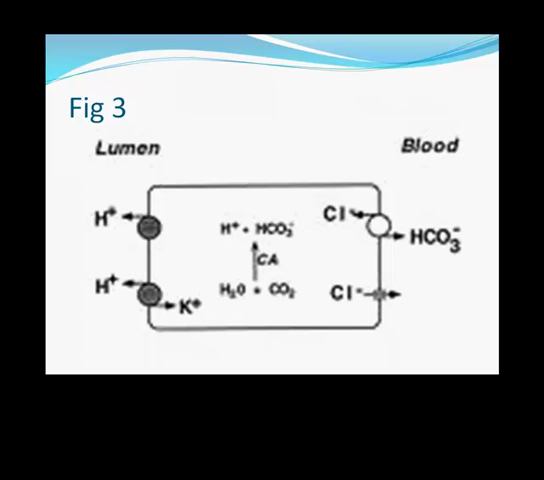 Fig 3
Lumen Blood
H⁺ Cl⁻
H⁺ + HCO₃⁻ HCO₃⁻
CA
H⁺ H₂O + CO₂ Cl⁻
K⁺